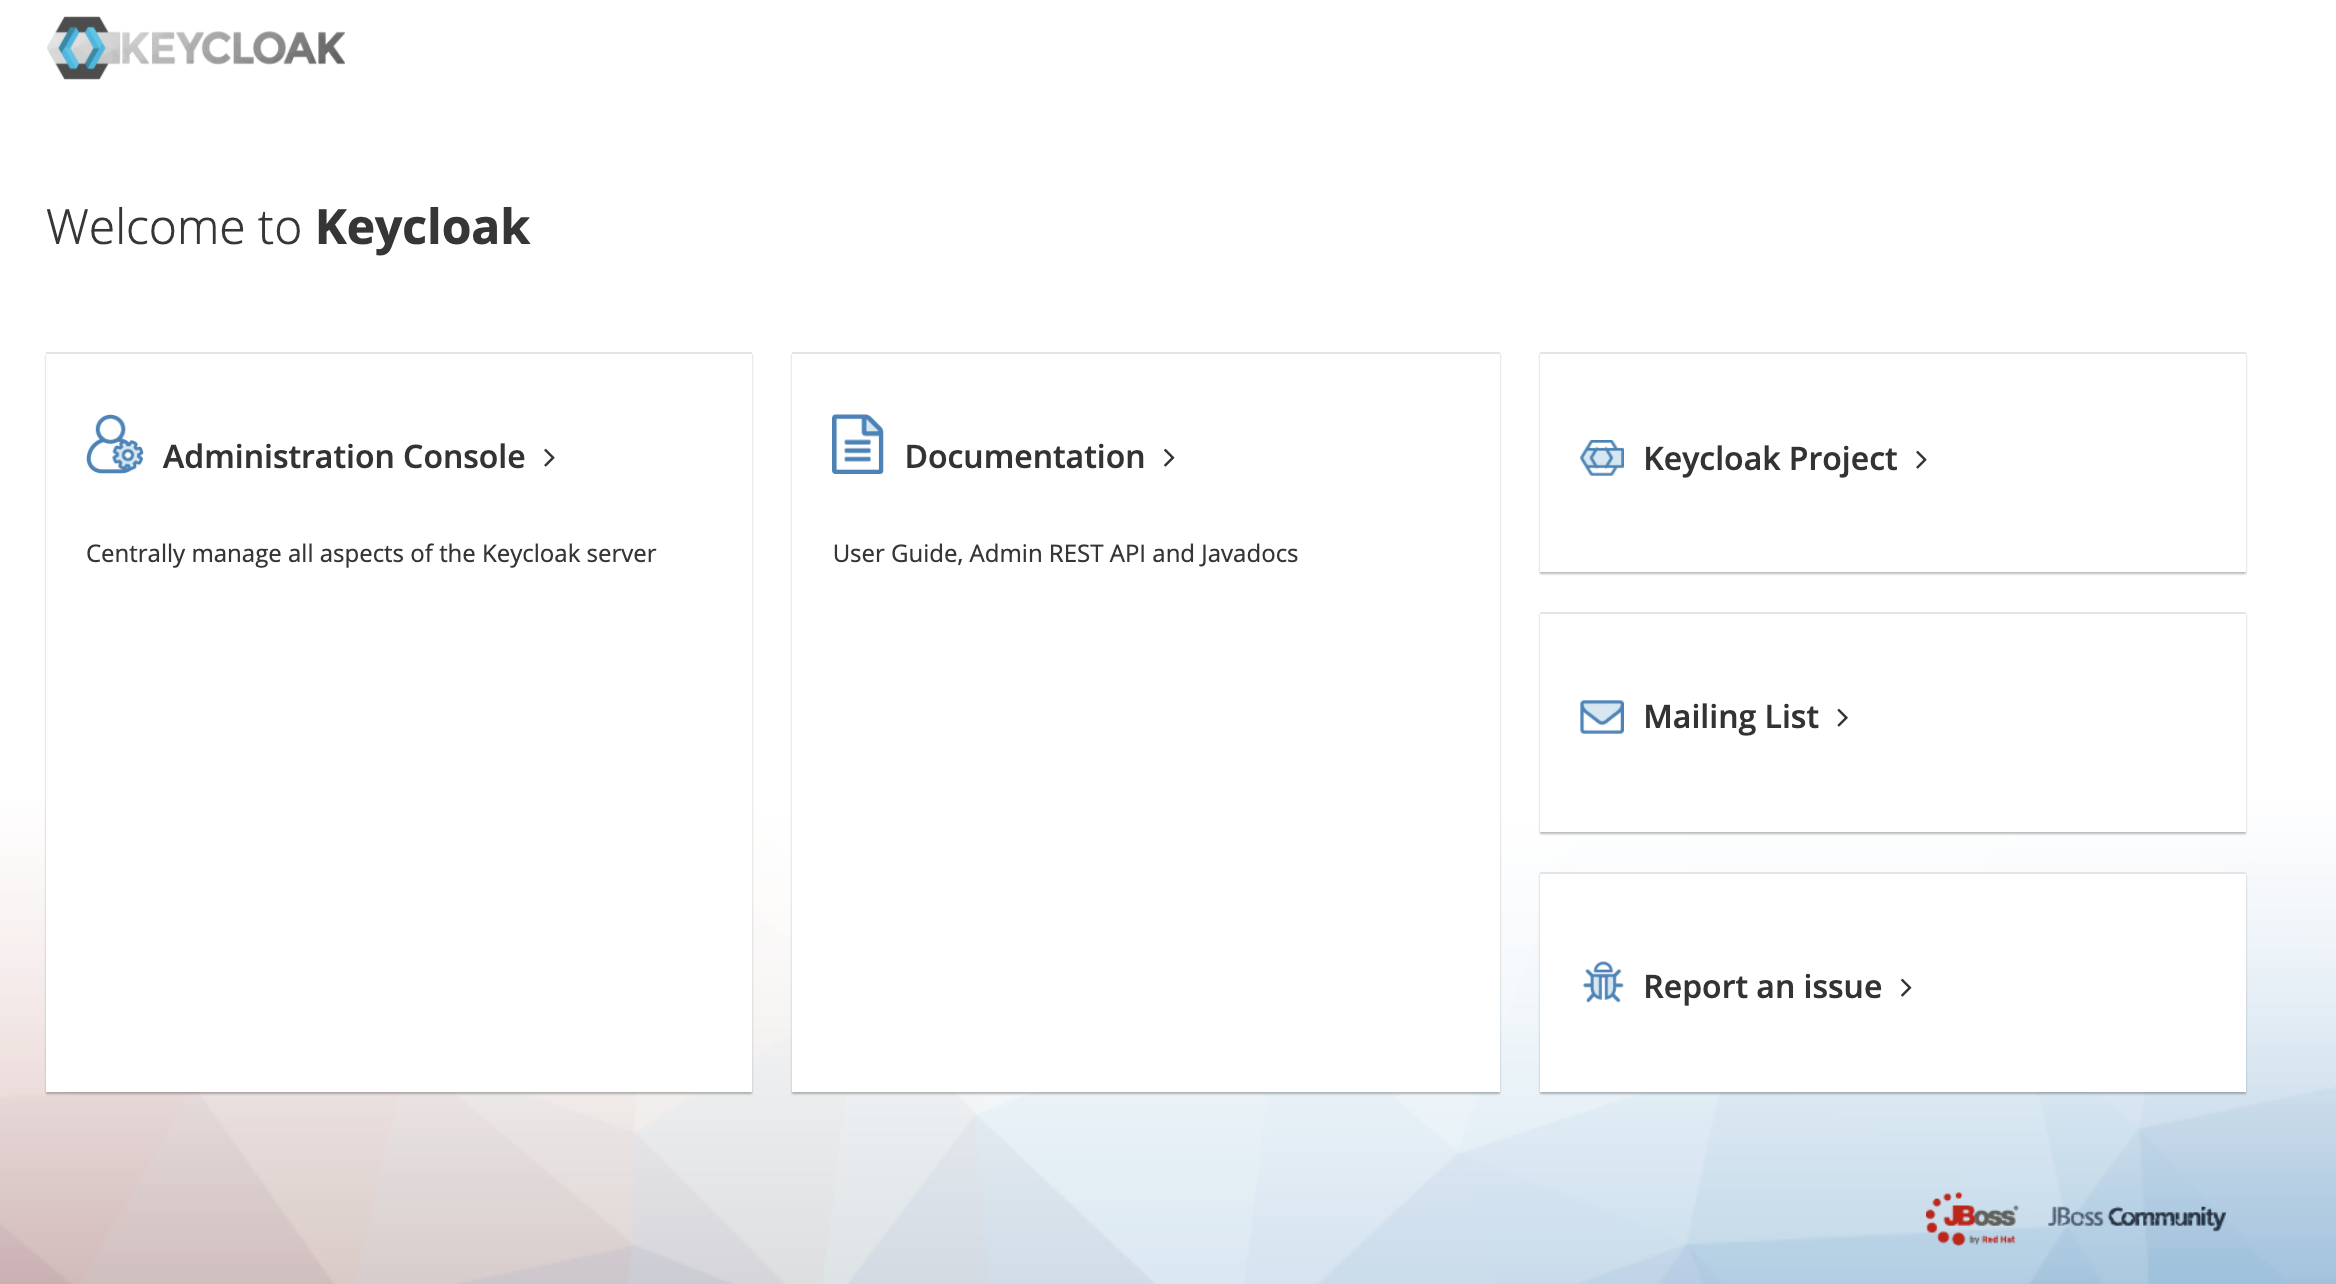 KEYCLOAK
Welcome to Keycloak
Administration Console
Centrally manage all aspects of the Keycloak server
Documentation
User Guide, Admin REST API and Javadocs
Keycloak Project
Mailing List
Report an issue
JBoss
by Red Hat
JBoss Community